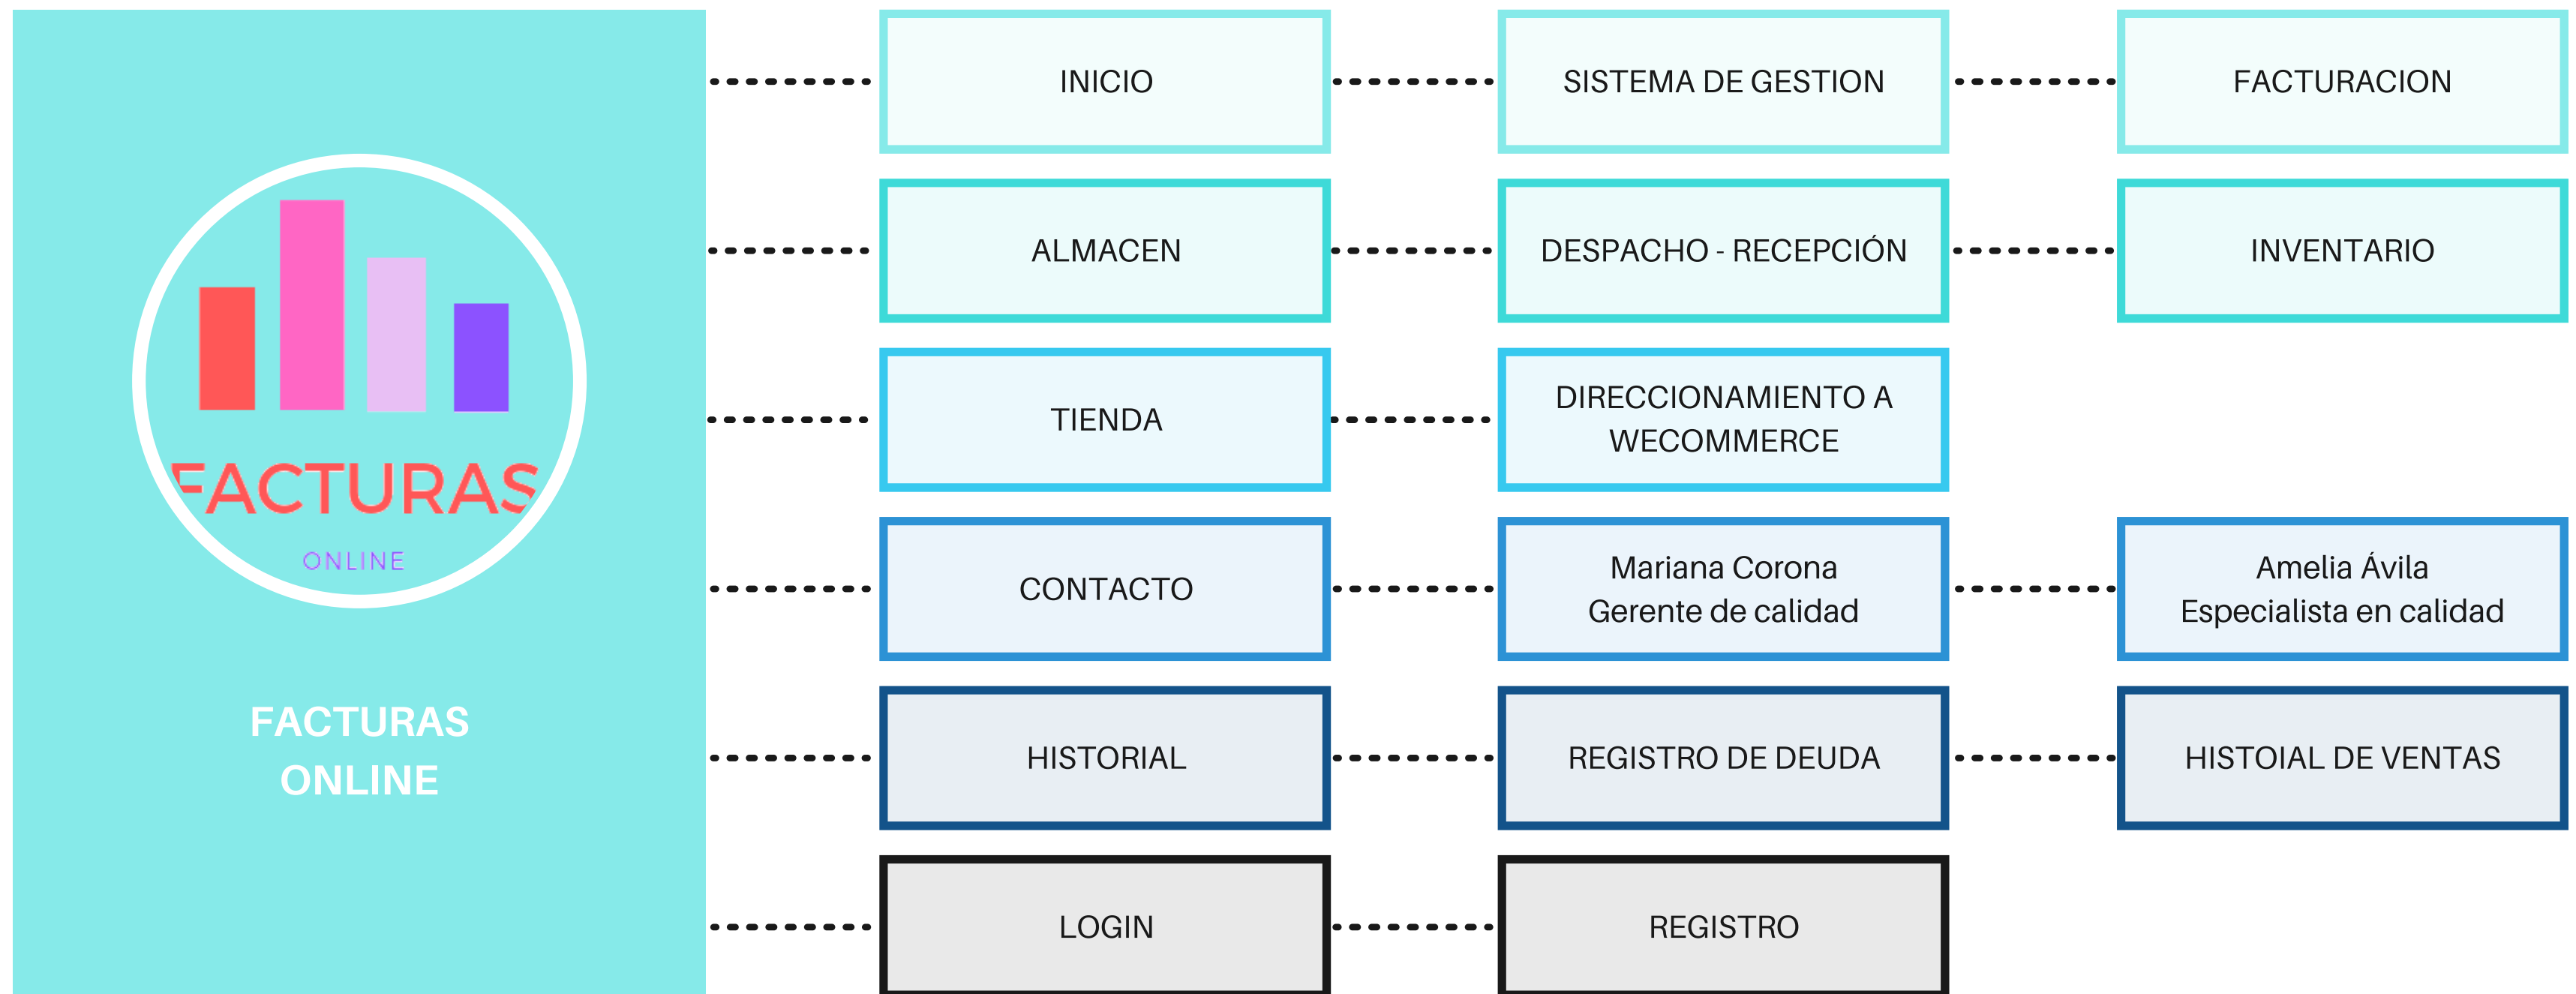 FACTURAS
ONLINE
FACTURAS
ONLINE
INICIO
SISTEMA DE GESTION
FACTURACION
ALMACEN
DESPACHO - RECEPCIÓN
INVENTARIO
TIENDA
DIRECCIONAMIENTO A
WECOMMERCE
CONTACTO
Mariana Corona
Gerente de calidad
Amelia Ávila
Especialista en calidad
HISTORIAL
REGISTRO DE DEUDA
HISTOIAL DE VENTAS
LOGIN
REGISTRO